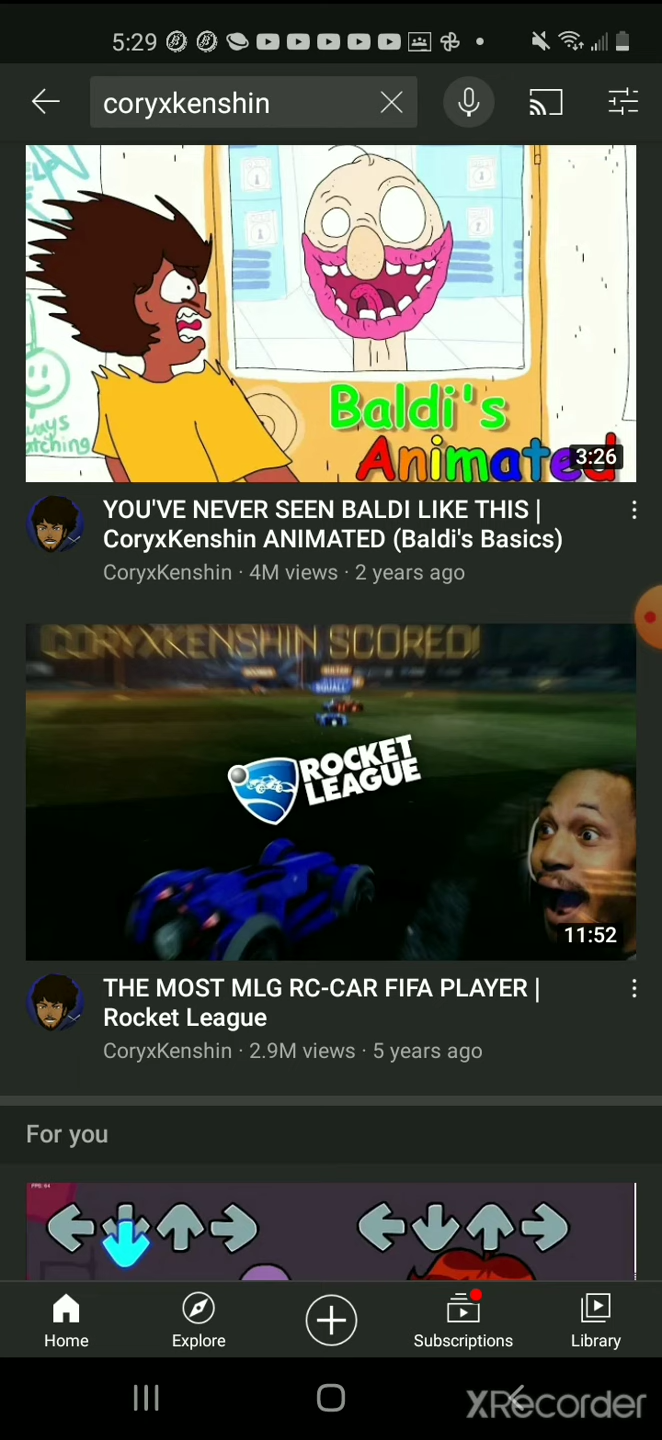 5:29
coryxkenshin
ways
atching
Baldi's
Animated
3:26
YOU'VE NEVER SEEN BALDI LIKE THIS |
CoryxKenshin ANIMATED (Baldi's Basics)
CoryxKenshin · 4M views · 2 years ago
CORYXKENSHIN SCORED!
ROCKET
LEAGUE
11:52
THE MOST MLG RC-CAR FIFA PLAYER |
Rocket League
CoryxKenshin · 2.9M views · 5 years ago
For you
Home
Explore
Subscriptions
Library
XRecorder